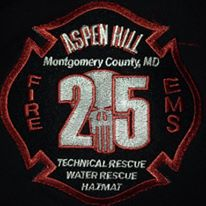 ASPEN HILL
Montgomery County, MD
FIRE
25
EMS
TECHNICAL RESCUE
WATER RESCUE
HAZMAT